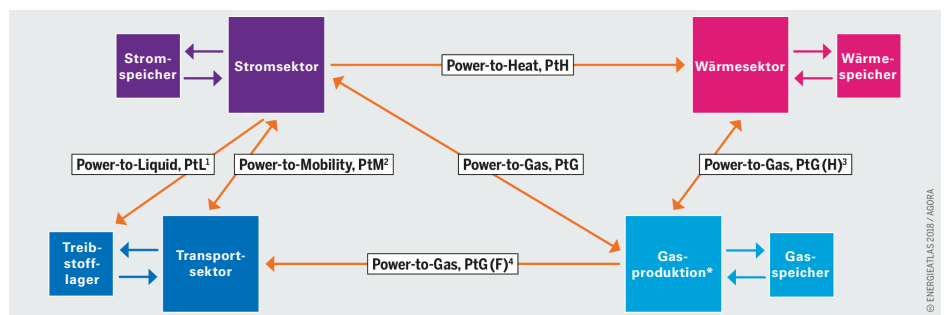 Strom-
speicher
Stromsektor
Power-to-Heat, PtH
Wärmesektor
Wärme-
speicher
Power-to-Liquid, PtL¹
Power-to-Mobility, PtM²
Power-to-Gas, PtG
Power-to-Gas, PtG (H)³
Treib-
stoff-
lager
Transport-
sektor
Power-to-Gas, PtG (F)⁴
Gas-
produktion*
Gas-
speicher
© ENERGIEATLAS 2018 / AGORA